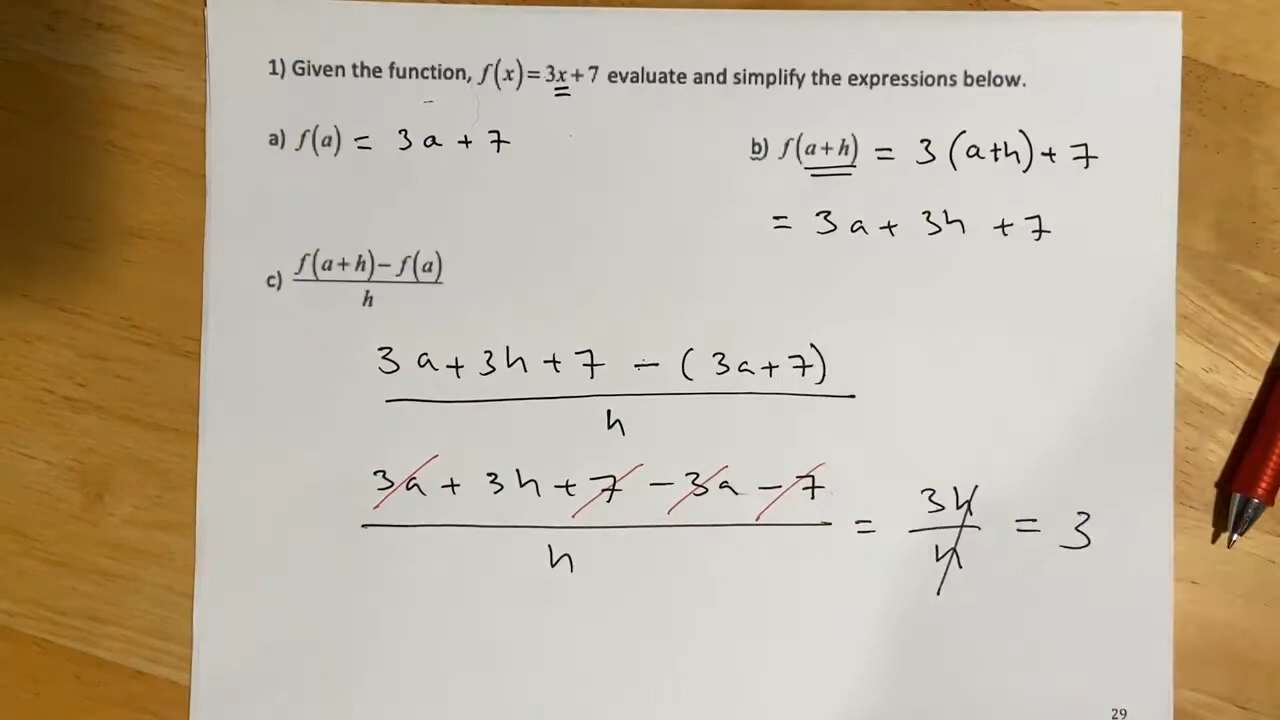 1) Given the function, f(x)=3x+7 evaluate and simplify the expressions below.
a) f(a) = 3a + 7
b) f(a+h) = 3(a+h)+7
= 3a+ 3h +7
c) f(a+h)−f(a)
h
3a+3h+7 − (3a+7)
h
3a + 3h +7 − 3a − 7
h
= 3h
h
= 3
29